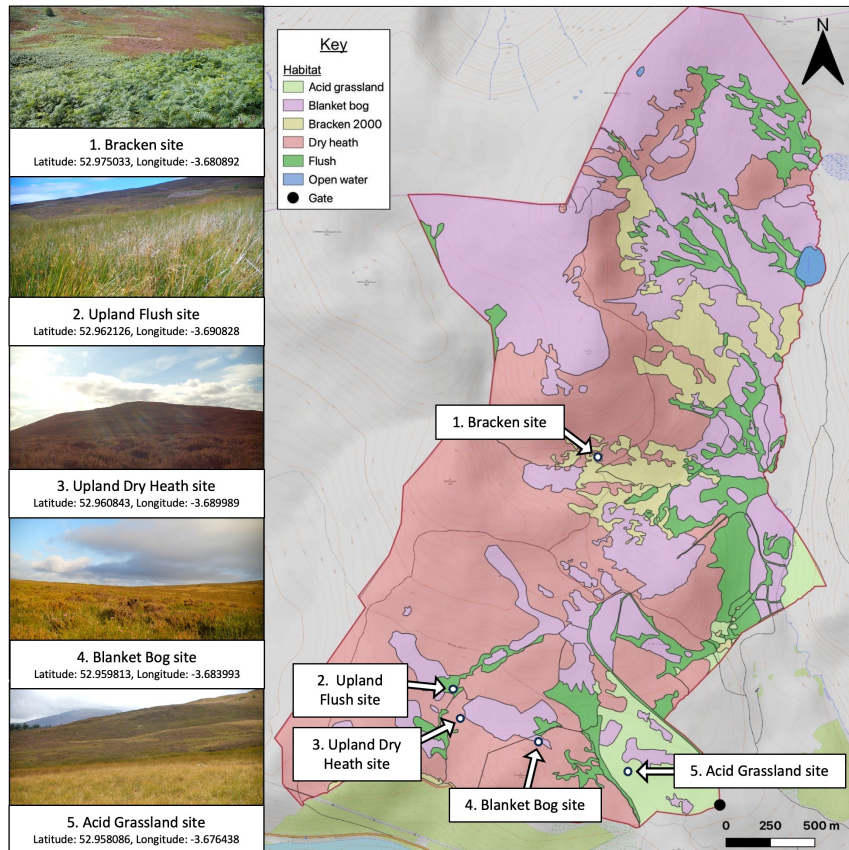 1. Bracken site
Latitude: 52.975033, Longitude: -3.680892
2. Upland Flush site
Latitude: 52.962126, Longitude: -3.690828
3. Upland Dry Heath site
Latitude: 52.960843, Longitude: -3.689989
4. Blanket Bog site
Latitude: 52.959813, Longitude: -3.683993
5. Acid Grassland site
Latitude: 52.958086, Longitude: -3.676438
Key
Habitat
Acid grassland
Blanket bog
Bracken 2000
Dry heath
Flush
Open water
Gate
N
1. Bracken site
2. Upland
Flush site
3. Upland Dry
Heath site
4. Blanket Bog site
5. Acid Grassland site
0 250 500 m